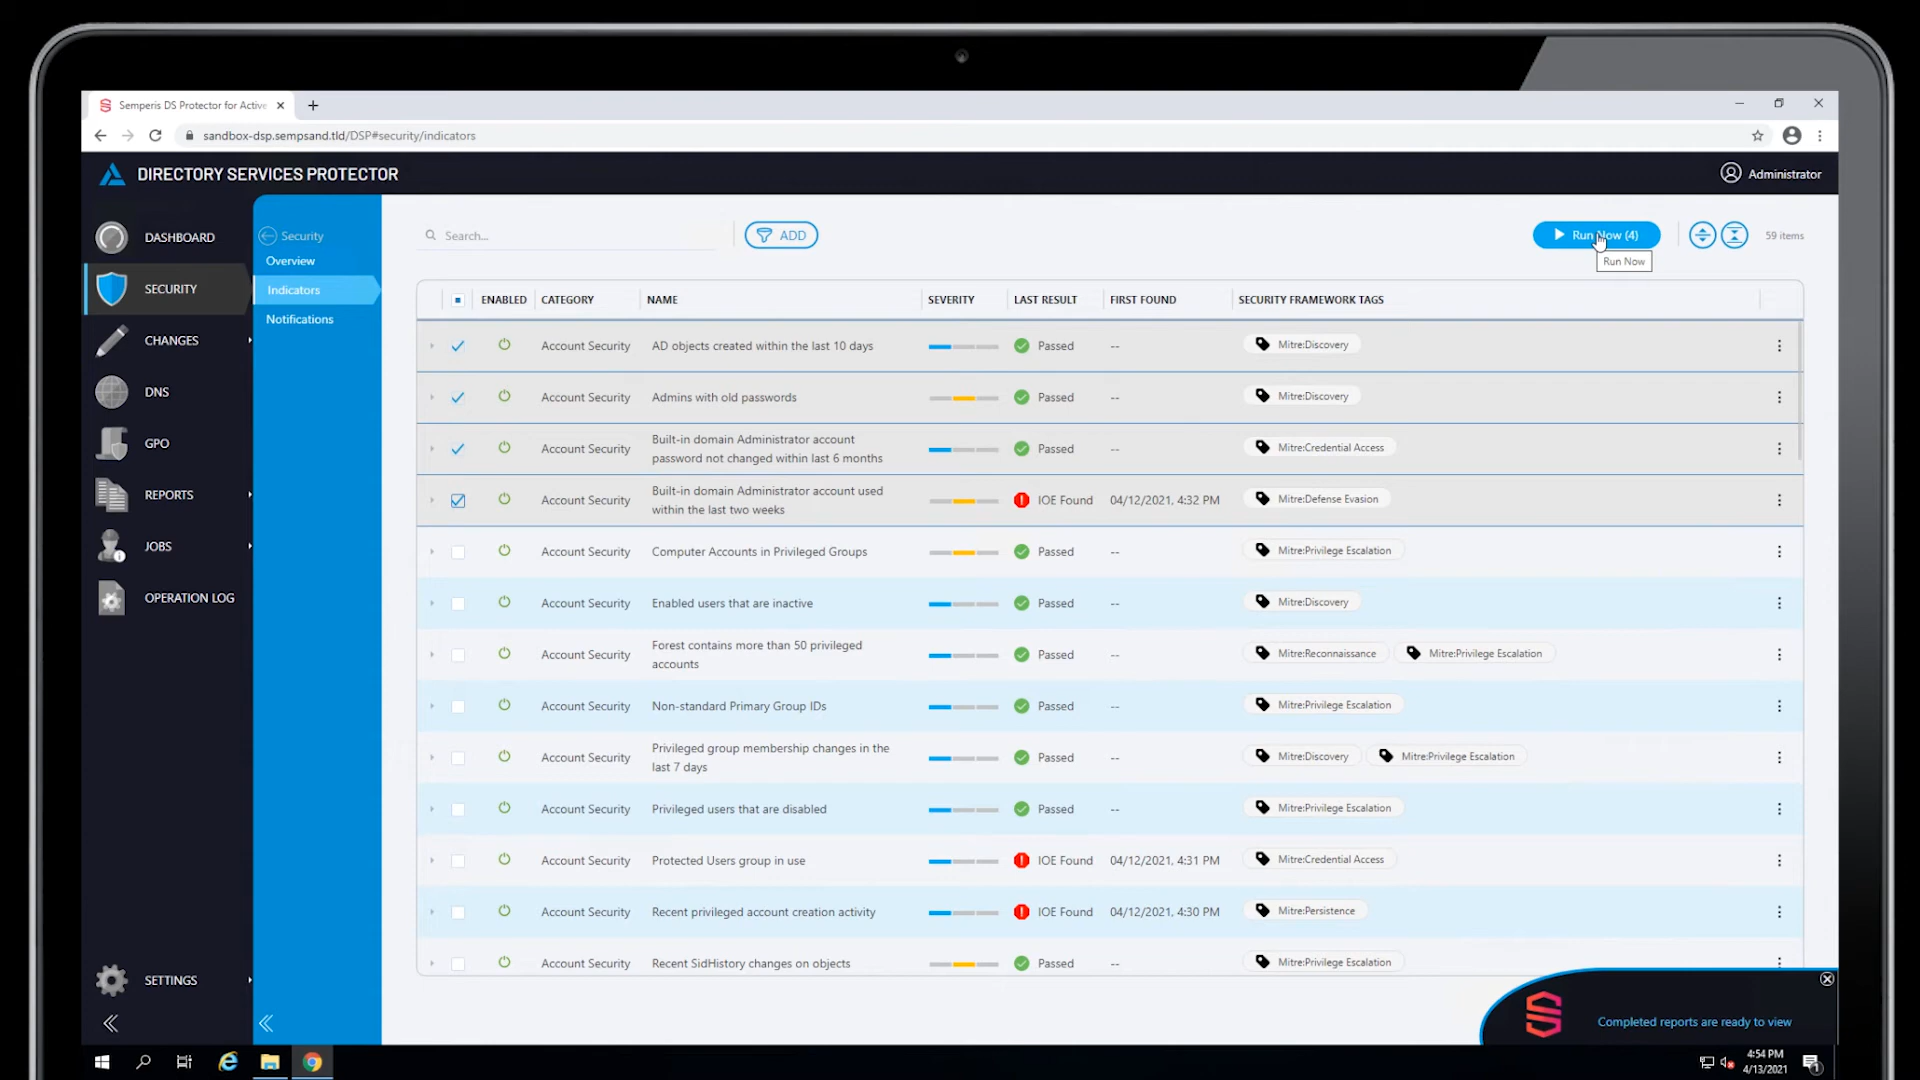 Semperis DS Protector for Active
sandbox-dsp.sempsand.tld/DSP#security/indicators
DIRECTORY SERVICES PROTECTOR
Administrator
DASHBOARD
SECURITY
CHANGES
DNS
GPO
REPORTS
JOBS
OPERATION LOG
SETTINGS
Security
Overview
Indicators
Notifications
Search...
ADD
Run Now (4)
59 items
Run Now
ENABLED CATEGORY NAME SEVERITY LAST RESULT FIRST FOUND SECURITY FRAMEWORK TAGS
Account Security AD objects created within the last 10 days Passed -- Mitre:Discovery
Account Security Admins with old passwords Passed -- Mitre:Discovery
Account Security Built-in domain Administrator account
password not changed within last 6 months Passed -- Mitre:Credential Access
Account Security Built-in domain Administrator account used
within the last two weeks IOE Found 04/12/2021, 4:32 PM Mitre:Defense Evasion
Account Security Computer Accounts in Privileged Groups Passed -- Mitre:Privilege Escalation
Account Security Enabled users that are inactive Passed -- Mitre:Discovery
Account Security Forest contains more than 50 privileged
accounts Passed -- Mitre:Reconnaissance Mitre:Privilege Escalation
Account Security Non-standard Primary Group IDs Passed -- Mitre:Privilege Escalation
Account Security Privileged group membership changes in the
last 7 days Passed -- Mitre:Discovery Mitre:Privilege Escalation
Account Security Privileged users that are disabled Passed -- Mitre:Privilege Escalation
Account Security Protected Users group in use IOE Found 04/12/2021, 4:31 PM Mitre:Credential Access
Account Security Recent privileged account creation activity IOE Found 04/12/2021, 4:30 PM Mitre:Persistence
Account Security Recent SidHistory changes on objects Passed -- Mitre:Privilege Escalation
Completed reports are ready to view
4:54 PM
4/13/2021
1